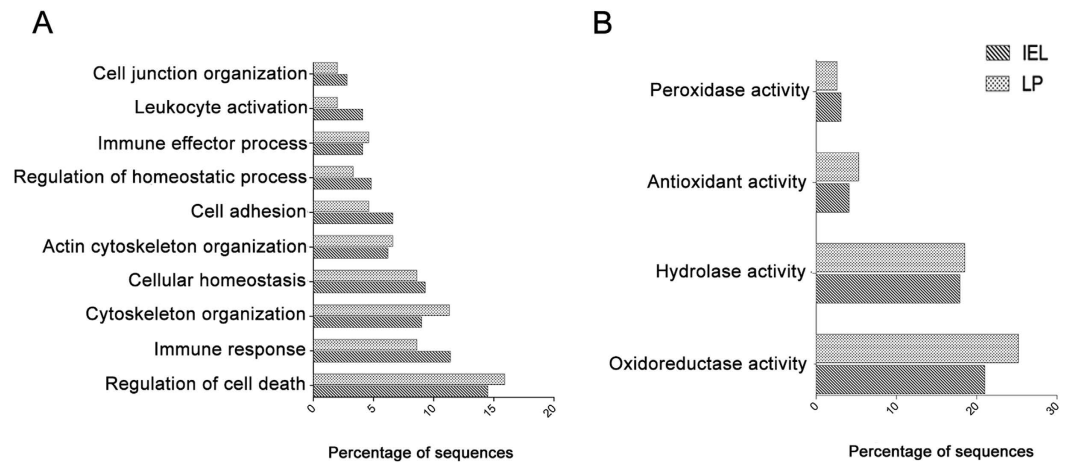 A
Cell junction organization
Leukocyte activation
Immune effector process
Regulation of homeostatic process
Cell adhesion
Actin cytoskeleton organization
Cellular homeostasis
Cytoskeleton organization
Immune response
Regulation of cell death
0 5 10 15 20
Percentage of sequences
B
IEL
LP
Peroxidase activity
Antioxidant activity
Hydrolase activity
Oxidoreductase activity
0 10 20 30
Percentage of sequences